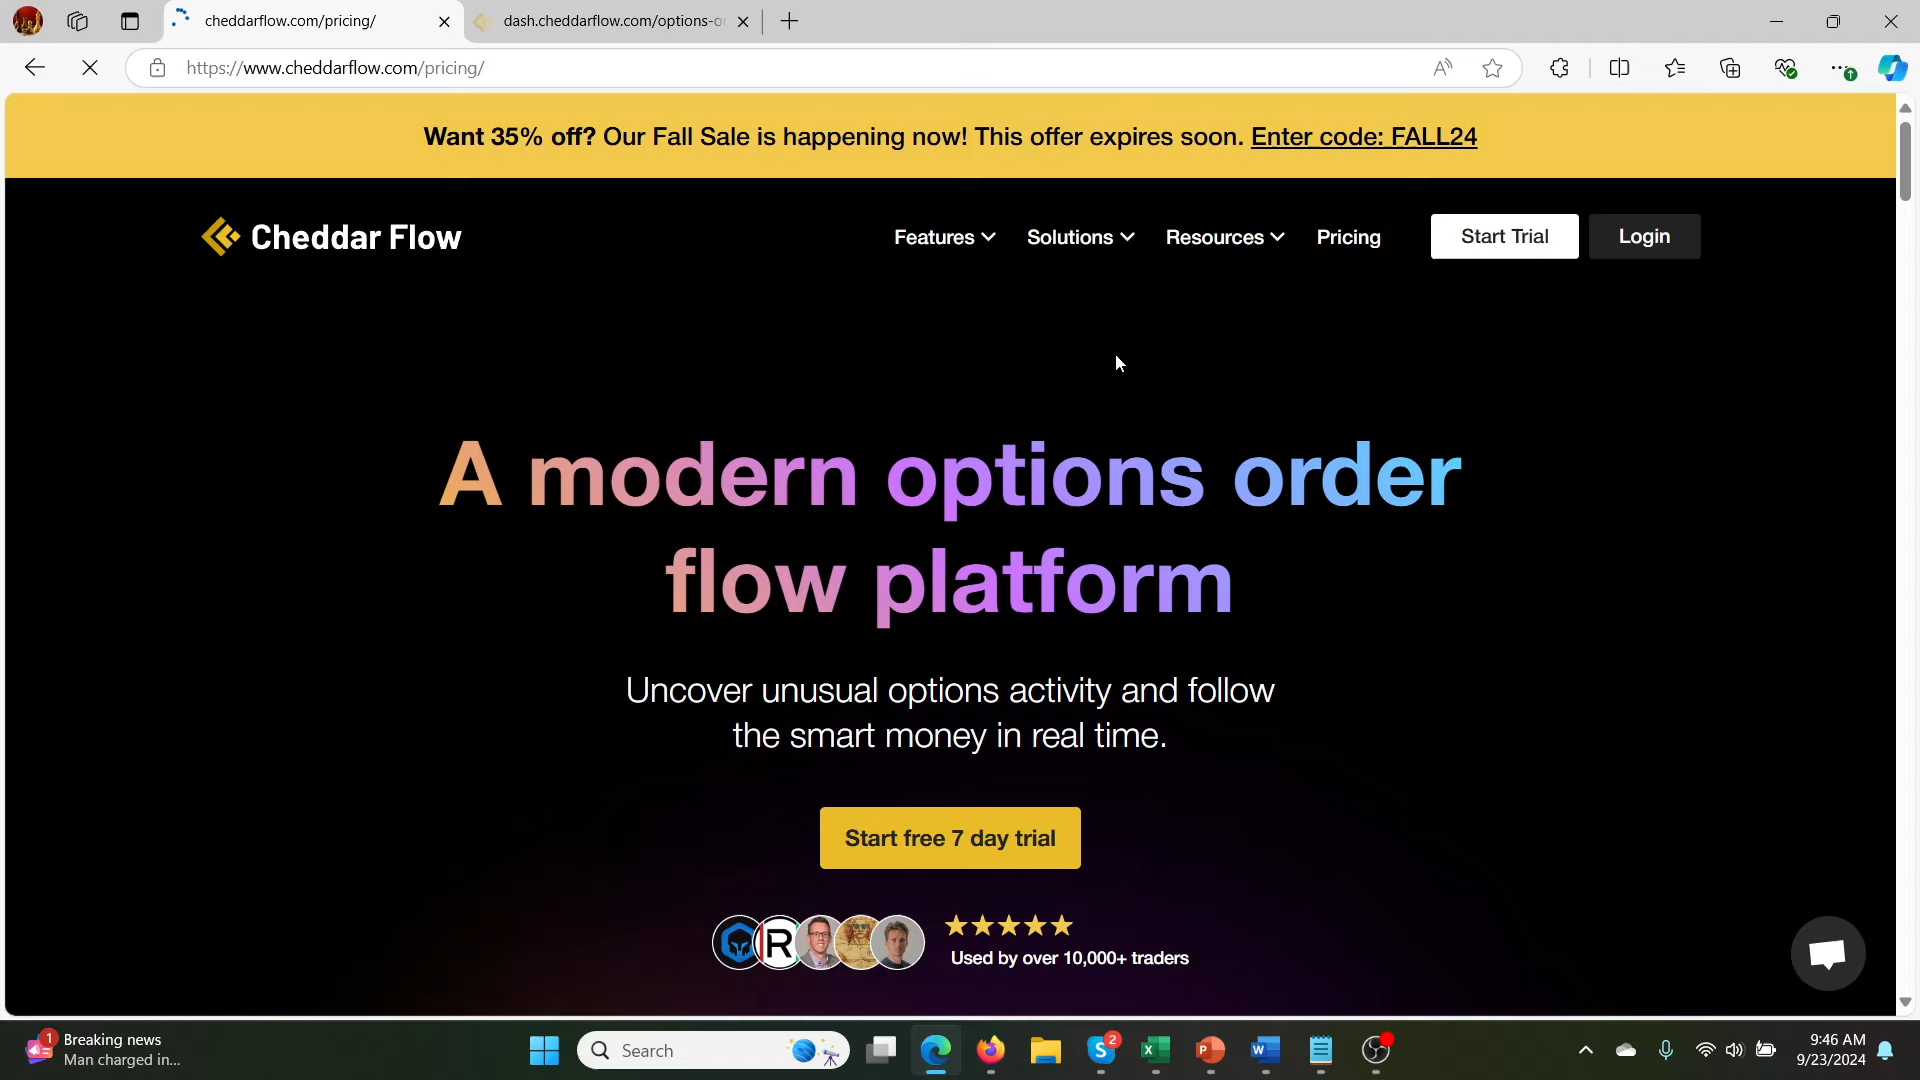 cheddarflow.com/pricing/
dash.cheddarflow.com/options-or
https://www.cheddarflow.com/pricing/
Want 35% off? Our Fall Sale is happening now! This offer expires soon. Enter code: FALL24
Cheddar Flow
Features
Solutions
Resources
Pricing
Start Trial
Login
A modern options order
flow platform
Uncover unusual options activity and follow
the smart money in real time.
Start free 7 day trial
R
Used by over 10,000+ traders
1
Breaking news
Man charged in...
Search
2
9:46 AM
9/23/2024